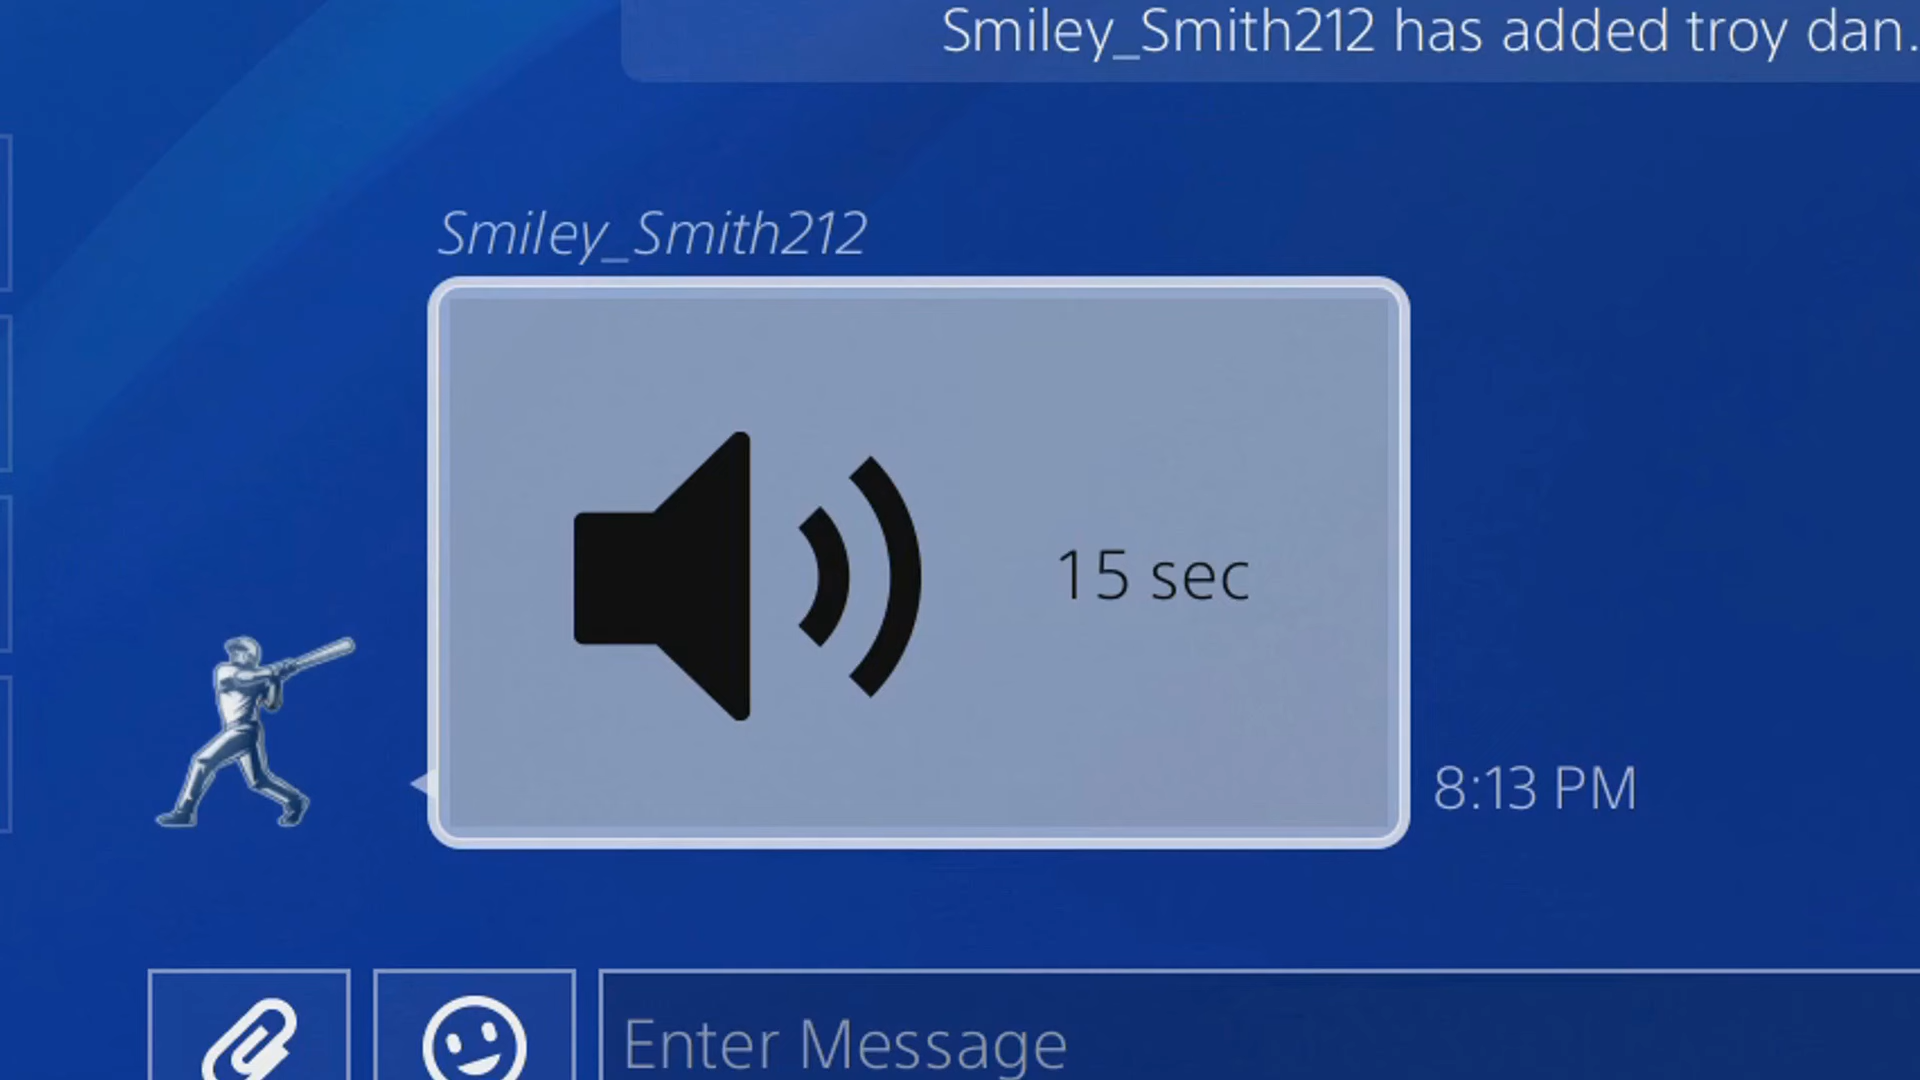 Smiley_Smith212 has added troy dan.
Smiley_Smith212
15 sec
8:13 PM
Enter Message